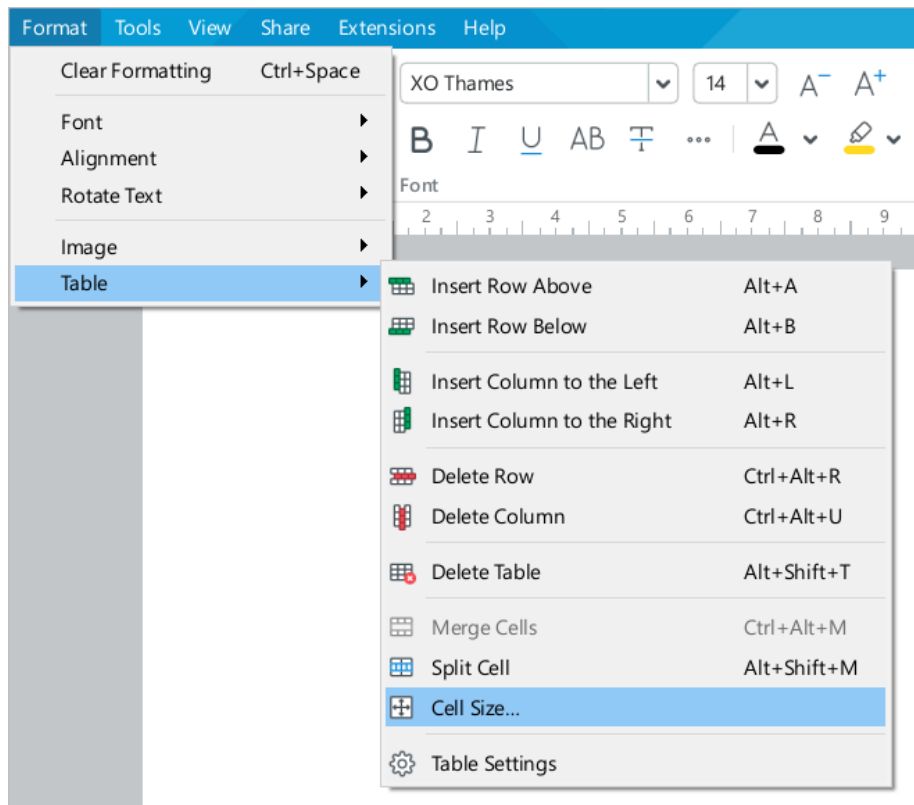 Format Tools View Share Extensions Help
Clear Formatting Ctrl+Space
XO Thames 14 A− A+
Font
B I U AB T ... A
Alignment
Rotate Text
Font
2 3 4 5 6 7 8 9
Image
Table
Insert Row Above Alt+A
Insert Row Below Alt+B
Insert Column to the Left Alt+L
Insert Column to the Right Alt+R
Delete Row Ctrl+Alt+R
Delete Column Ctrl+Alt+U
Delete Table Alt+Shift+T
Merge Cells Ctrl+Alt+M
Split Cell Alt+Shift+M
Cell Size...
Table Settings